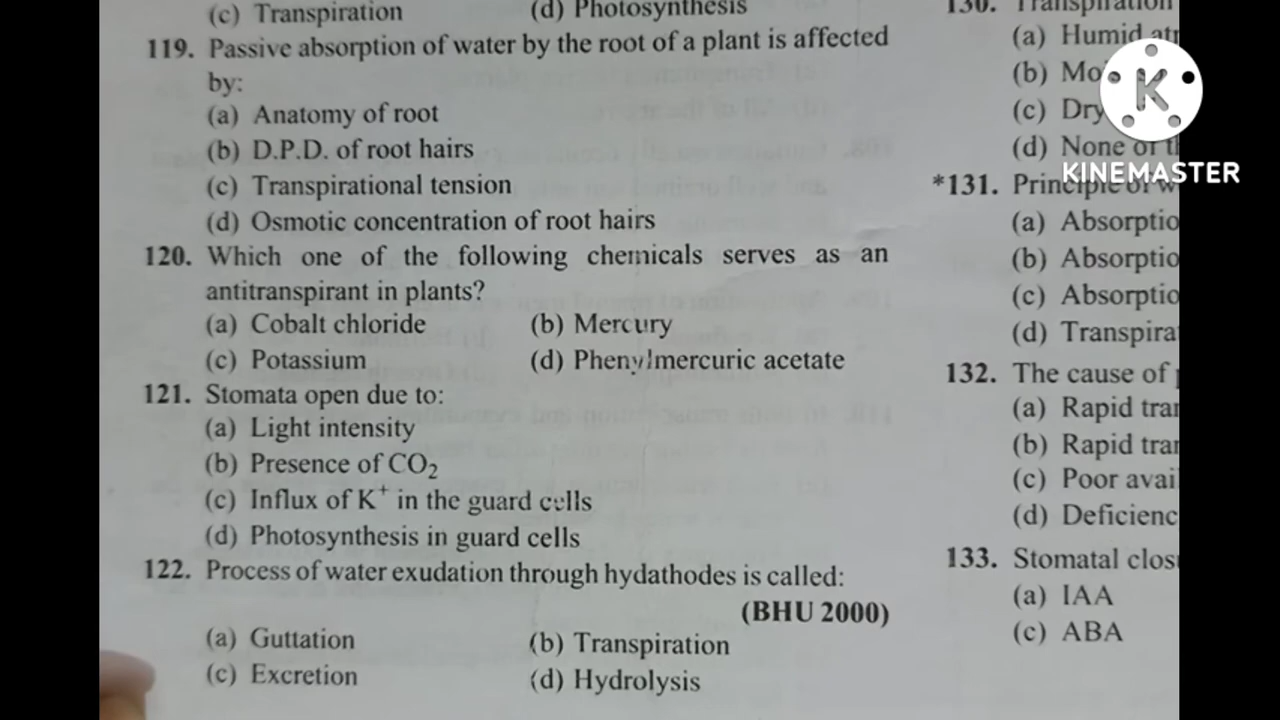 (c) Transpiration (d) Photosynthesis
119. Passive absorption of water by the root of a plant is affected
by:
(a) Anatomy of root
(b) D.P.D. of root hairs
(c) Transpirational tension
(d) Osmotic concentration of root hairs
120. Which one of the following chemicals serves as an
antitranspirant in plants?
(a) Cobalt chloride (b) Mercury
(c) Potassium (d) Phenylmercuric acetate
121. Stomata open due to:
(a) Light intensity
(b) Presence of CO₂
(c) Influx of K⁺ in the guard cells
(d) Photosynthesis in guard cells
122. Process of water exudation through hydathodes is called:
(BHU 2000)
(a) Guttation (b) Transpiration
(c) Excretion (d) Hydrolysis
130. Transpiration
(a) Humid
(b)
(c) Dry
(d) None of
*131. Principle of
(a) Absorptio
(b) Absorptio
(c) Absorptio
(d) Transpira
132. The cause of
(a) Rapid tra
(b) Rapid tra
(c) Poor avai
(d) Deficienc
133. Stomatal clos
(a) IAA
(c) ABA
K
KINEMASTER